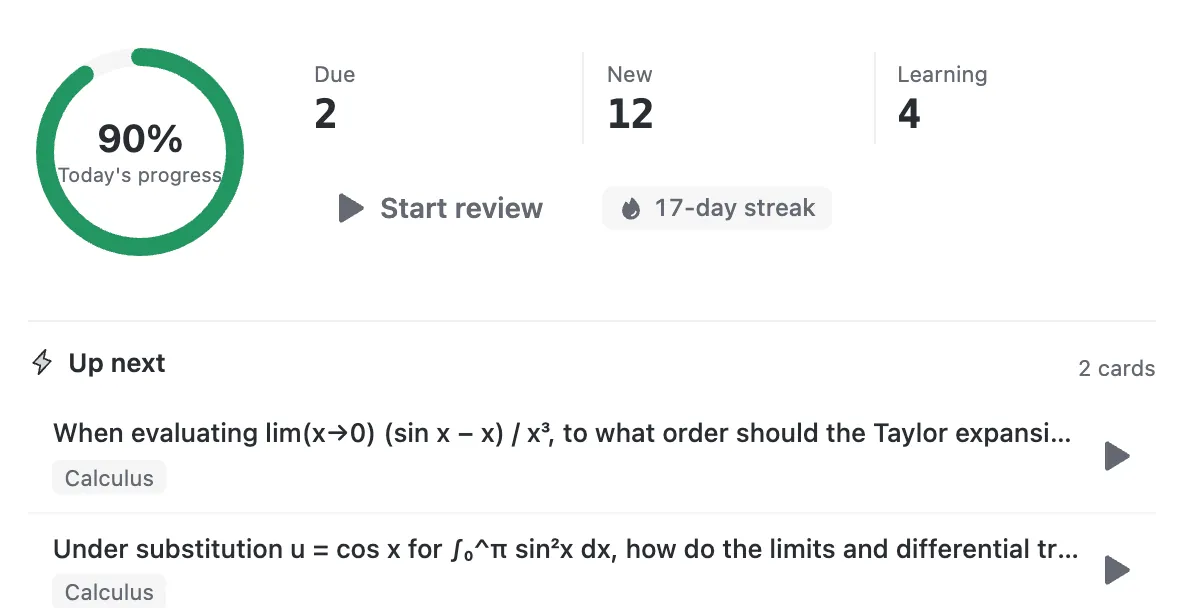 90%
Today's progress
Due
2
New
12
Learning
4
Start review
17-day streak
Up next
2 cards
When evaluating lim(x→0) (sin x − x) / x³, to what order should the Taylor expansi...
Calculus
Under substitution u = cos x for ∫₀^π sin²x dx, how do the limits and differential tr...
Calculus